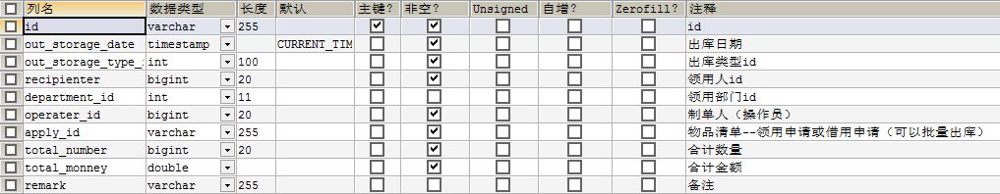 列名 数据类型 长度 默认 主键? 非空? Unsigned 自增? Zerofill? 注释
id varchar 255 id
out_storage_date timestamp CURRENT_TIM 出库日期
out_storage_type_ int 100 出库类型id
recipienter bigint 20 领用人id
department_id int 11 领用部门id
operater_id bigint 20 制单人（操作员）
apply_id varchar 255 物品清单--领用申请或借用申请（可以批量出库）
total_number bigint 20 合计数量
total_monney double 合计金额
remark varchar 255 备注